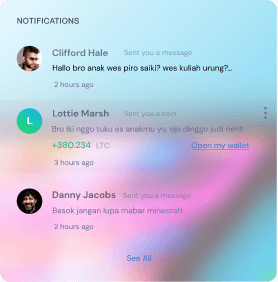 NOTIFICATIONS
Clifford Hale Sent you a message
Hallo bro anak wes piro saiki? wes kuliah urung?...
2 hours ago
L
Lottie Marsh Sent you a coin
Bro iki nggo tuku es anakmu yo, ojo dinggo judi neh!!
+380.234 LTC Open my wallet
3 hours ago
Danny Jacobs Sent you a message
Besok jangan lupa mabar minecraft
2 hours ago
See All